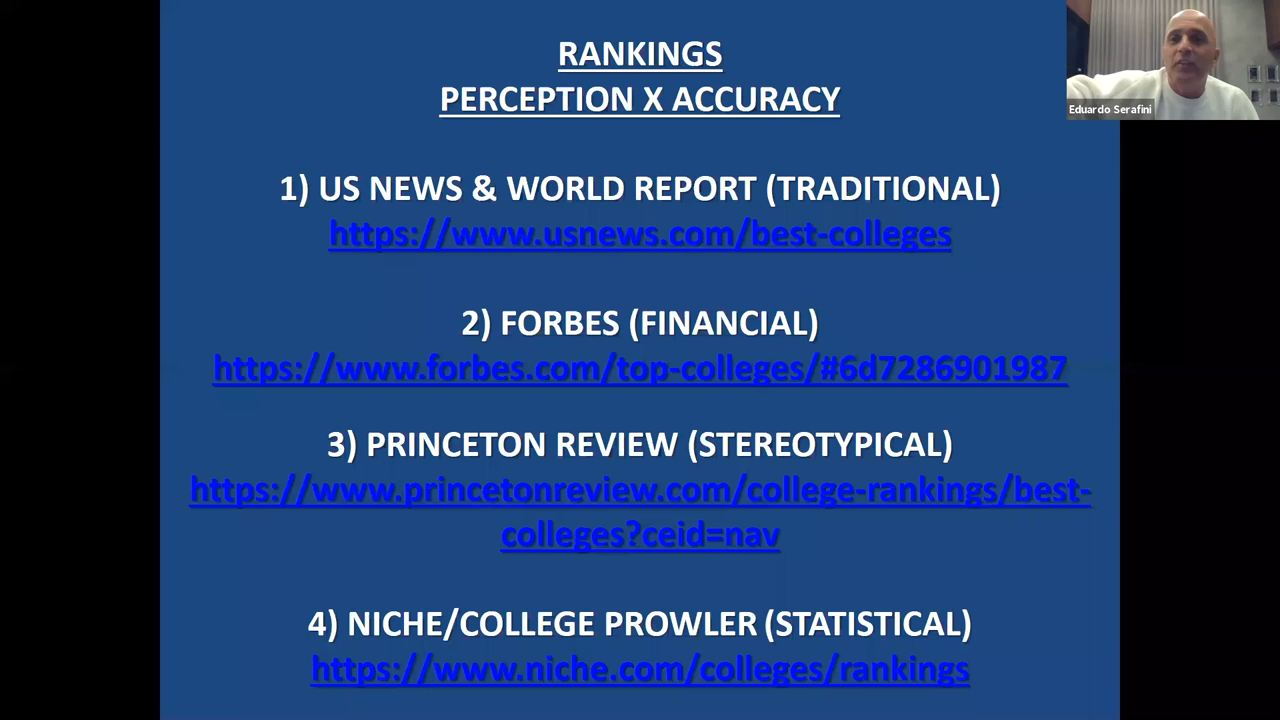 RANKINGS
PERCEPTION X ACCURACY
Eduardo Serafini
1) US NEWS & WORLD REPORT (TRADITIONAL)
https://www.usnews.com/best-colleges
2) FORBES (FINANCIAL)
https://www.forbes.com/top-colleges/#6d7286901987
3) PRINCETON REVIEW (STEREOTYPICAL)
https://www.princetonreview.com/college-rankings/best-
colleges?ceid=nav
4) NICHE/COLLEGE PROWLER (STATISTICAL)
https://www.niche.com/colleges/rankings